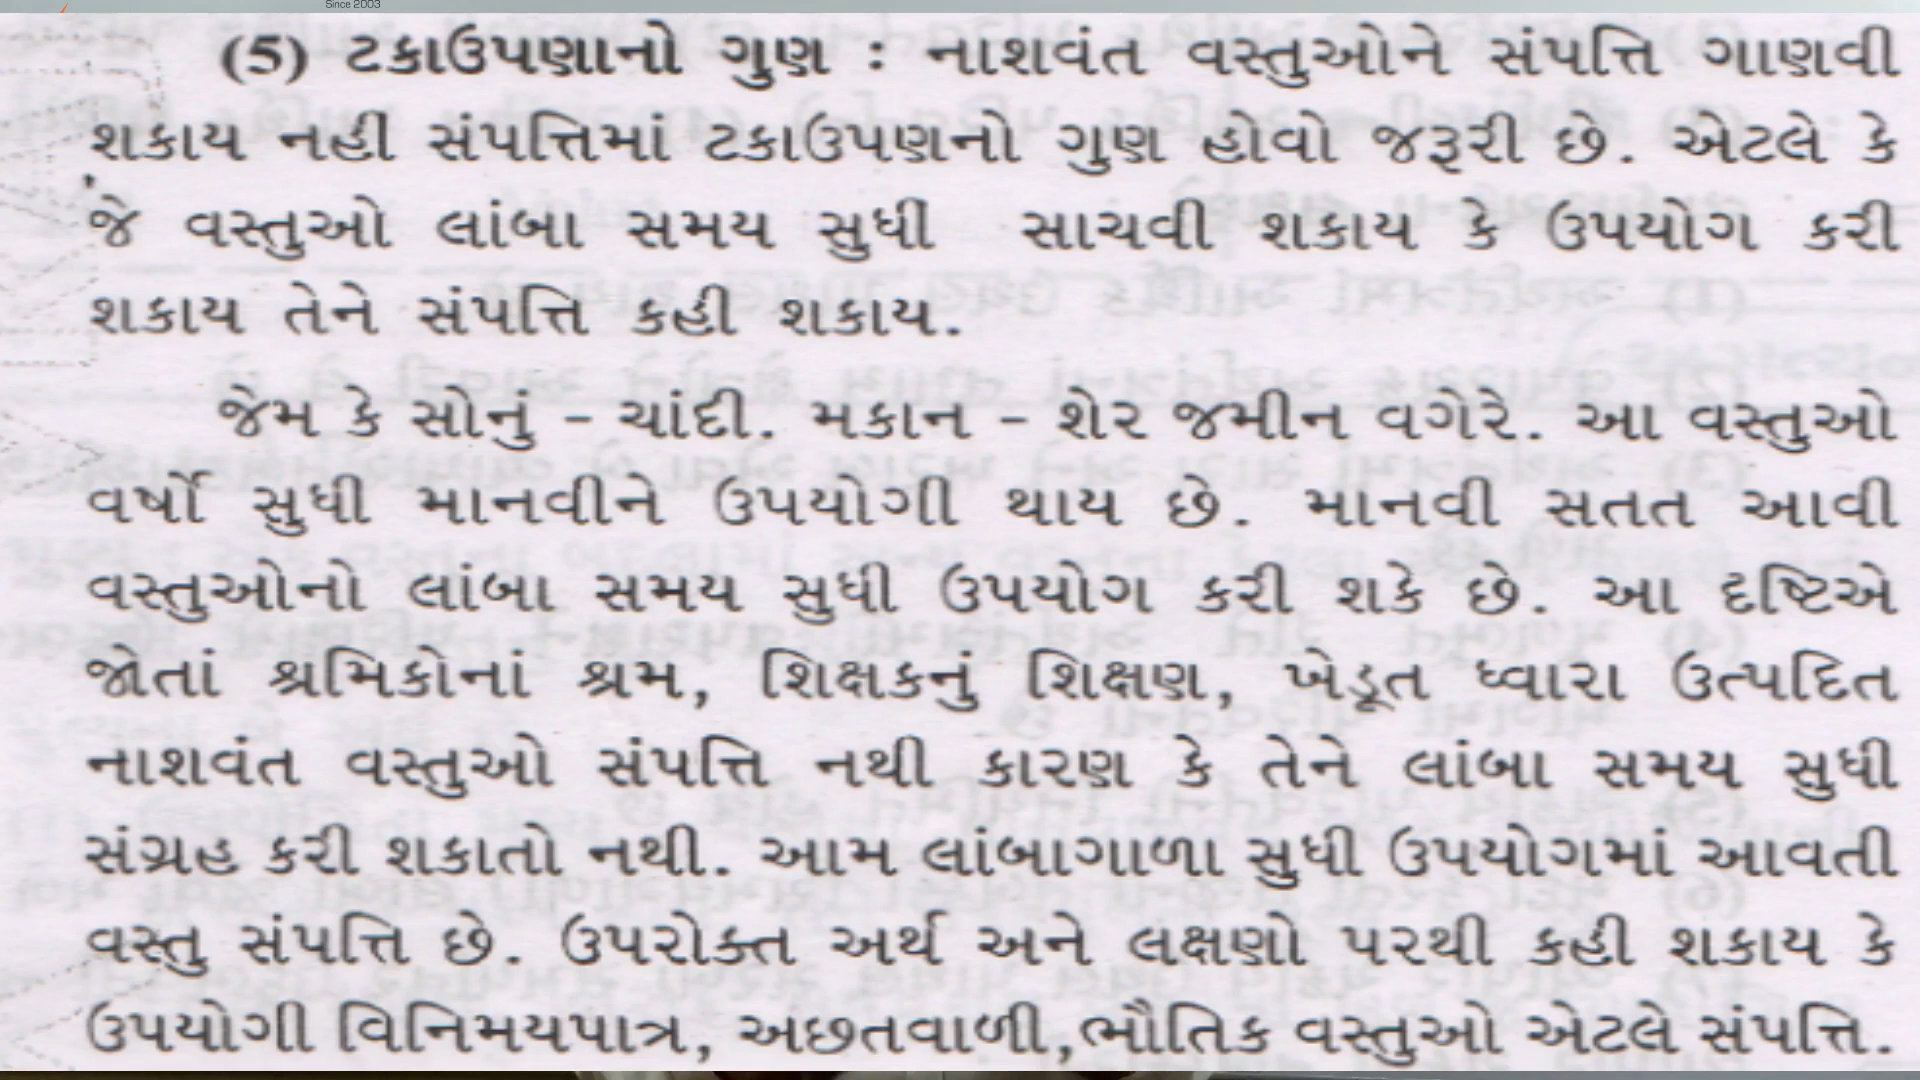 Since 2003
(5) ટકાઉપણાનો ગુણ : નાશવંત વસ્તુઓને સંપત્તિ ગાણવી
શકાય નહી સંપત્તિમાં ટકાઉપણનો ગુણ હોવો જરૂરી છે. એટલે કે
જે વસ્તુઓ લાંબા સમય સુધી સાચવી શકાય કે ઉપયોગ કરી
શકાય તેને સંપત્તિ કહી શકાય.
જેમ કે સોનું - ચાંદી. મકાન - શેર જમીન વગેરે. આ વસ્તુઓ
વર્ષો સુધી માનવીને ઉપયોગી થાય છે. માનવી સતત આવી
વસ્તુઓનો લાંબા સમય સુધી ઉપયોગ કરી શકે છે. આ દષ્ટિએ
જોતાં શ્રમિકોનાં શ્રમ, શિક્ષકનું શિક્ષણ, ખેડૂત ધ્વારા ઉત્પદિત
નાશવંત વસ્તુઓ સંપત્તિ નથી કારણ કે તેને લાંબા સમય સુધી
સંગ્રહ કરી શકાતો નથી. આમ લાંબાગાળા સુધી ઉપયોગમાં આવતી
વસ્તુ સંપત્તિ છે. ઉપરોક્ત અર્થ અને લક્ષણો પરથી કહી શકાય કે
ઉપયોગી વિનિમયપાત્ર, અછતવાળી,ભૌતિક વસ્તુઓ એટલે સંપત્તિ.